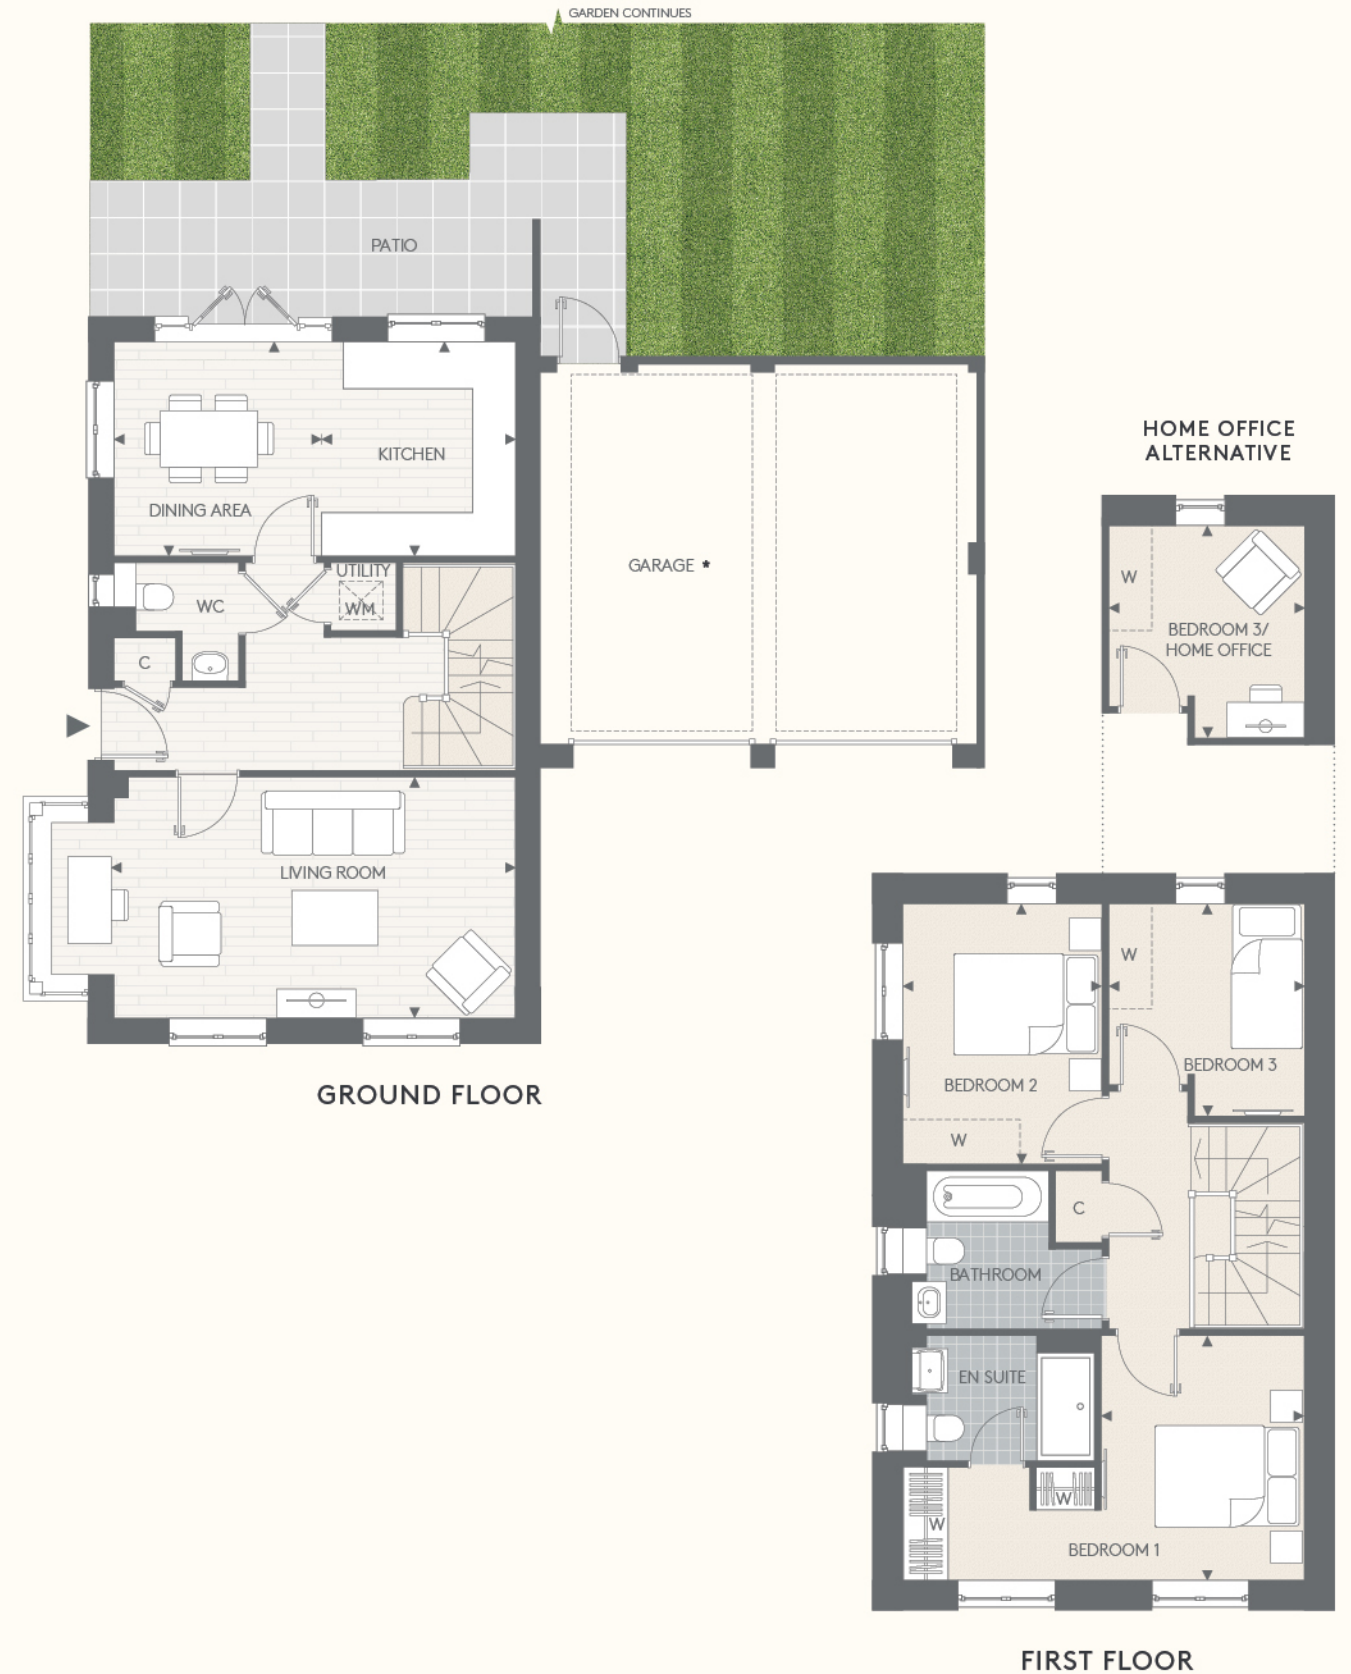 GARDEN CONTINUES
PATIO
KITCHEN
DINING AREA
UTILITY
WM
WC
C
LIVING ROOM
GARAGE *
GROUND FLOOR
HOME OFFICE
ALTERNATIVE
W
BEDROOM 3/
HOME OFFICE
W
BEDROOM 3
BEDROOM 2
W
C
BATHROOM
EN SUITE
W
W
BEDROOM 1
FIRST FLOOR